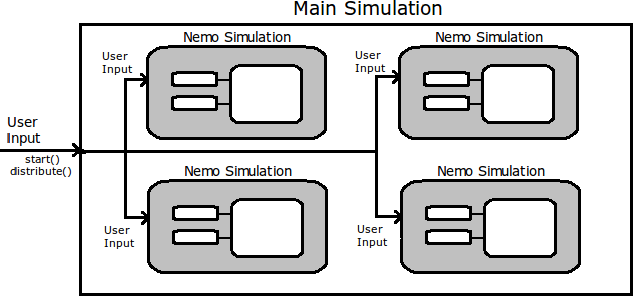 Main Simulation
Nemo Simulation
Nemo Simulation
User
Input
User
Input
User
Input
start()
distribute()
Nemo Simulation
Nemo Simulation
User
Input
User
Input